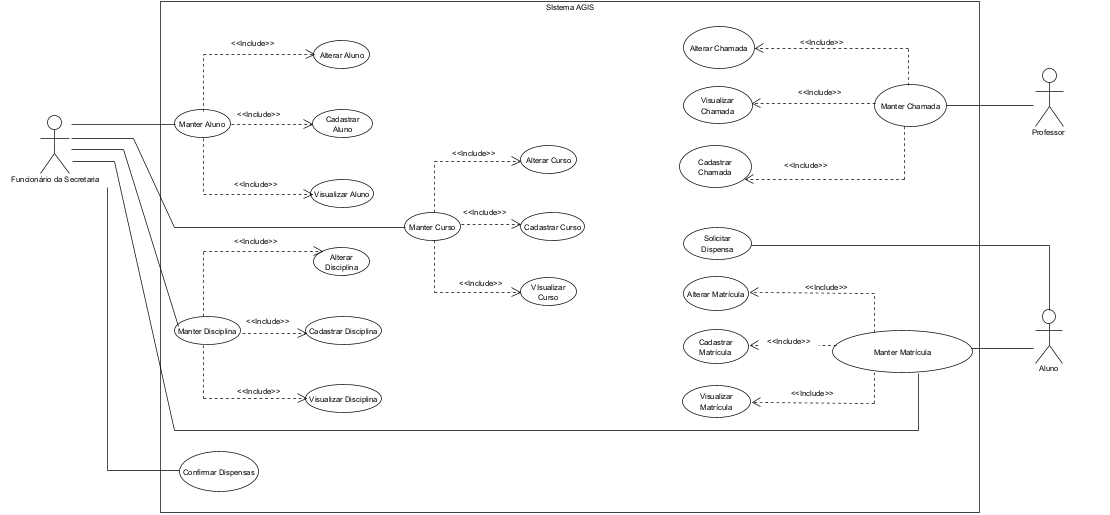 Sistema AGIS
<<Include>>
Alterar Aluno
<<Include>>
Manter Aluno
Cadastrar
Aluno
<<Include>>
Visualizar Aluno
Funcionário da Secretaria
<<Include>>
Alterar Curso
Manter Curso
<<Include>>
Cadastrar Curso
<<Include>>
Visualizar
Curso
<<Include>>
Alterar
Disciplina
Manter Disciplina
<<Include>>
Cadastrar Disciplina
<<Include>>
Visualizar Disciplina
Confirmar Dispensas
Alterar Chamada
<<Include>>
Visualizar
Chamada
<<Include>>
Manter Chamada
Cadastrar
Chamada
<<Include>>
Professor
Solicitar
Dispensa
Alterar Matrícula
<<Include>>
Cadastrar
Matrícula
<<Include>>
Manter Matrícula
Visualizar
Matrícula
<<Include>>
Aluno